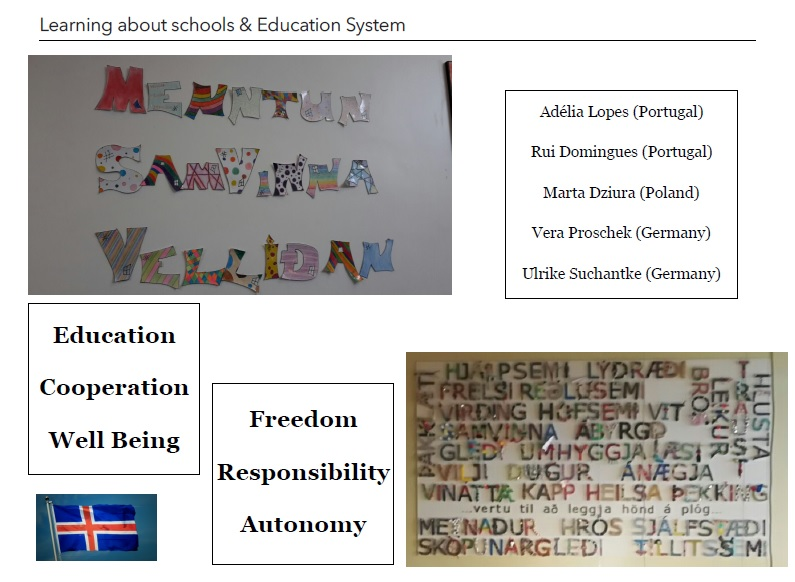 Learning about schools & Education System
MENNTUN
SAMVINNA
VELLÍÐAN
Adélia Lopes (Portugal)
Rui Domingues (Portugal)
Marta Dziura (Poland)
Vera Proschek (Germany)
Ulrike Suchantke (Germany)
Education
Cooperation
Well Being
Freedom
Responsibility
Autonomy
HJÁLPSEMI LÝÐRÆÐI
FRELSI REGLUSEMI
VIRÐING HÓFSEMI VIT
SAMVINNA ÁBYRGÐ
GLEÐI UMHYGGJA LÆSI
VILJI DUGUR ÁNÆGJA
VINÁTTA KAPP HEILSA ÞEKKING
...vertu til að leggja hönd á plóg...
METNAÐUR HRÓS SJÁLFSTÆÐI
SKÖPUNARGLEÐI TILLITSSEMI
BROS
LEIKUR
TRAUST
HLUSTA